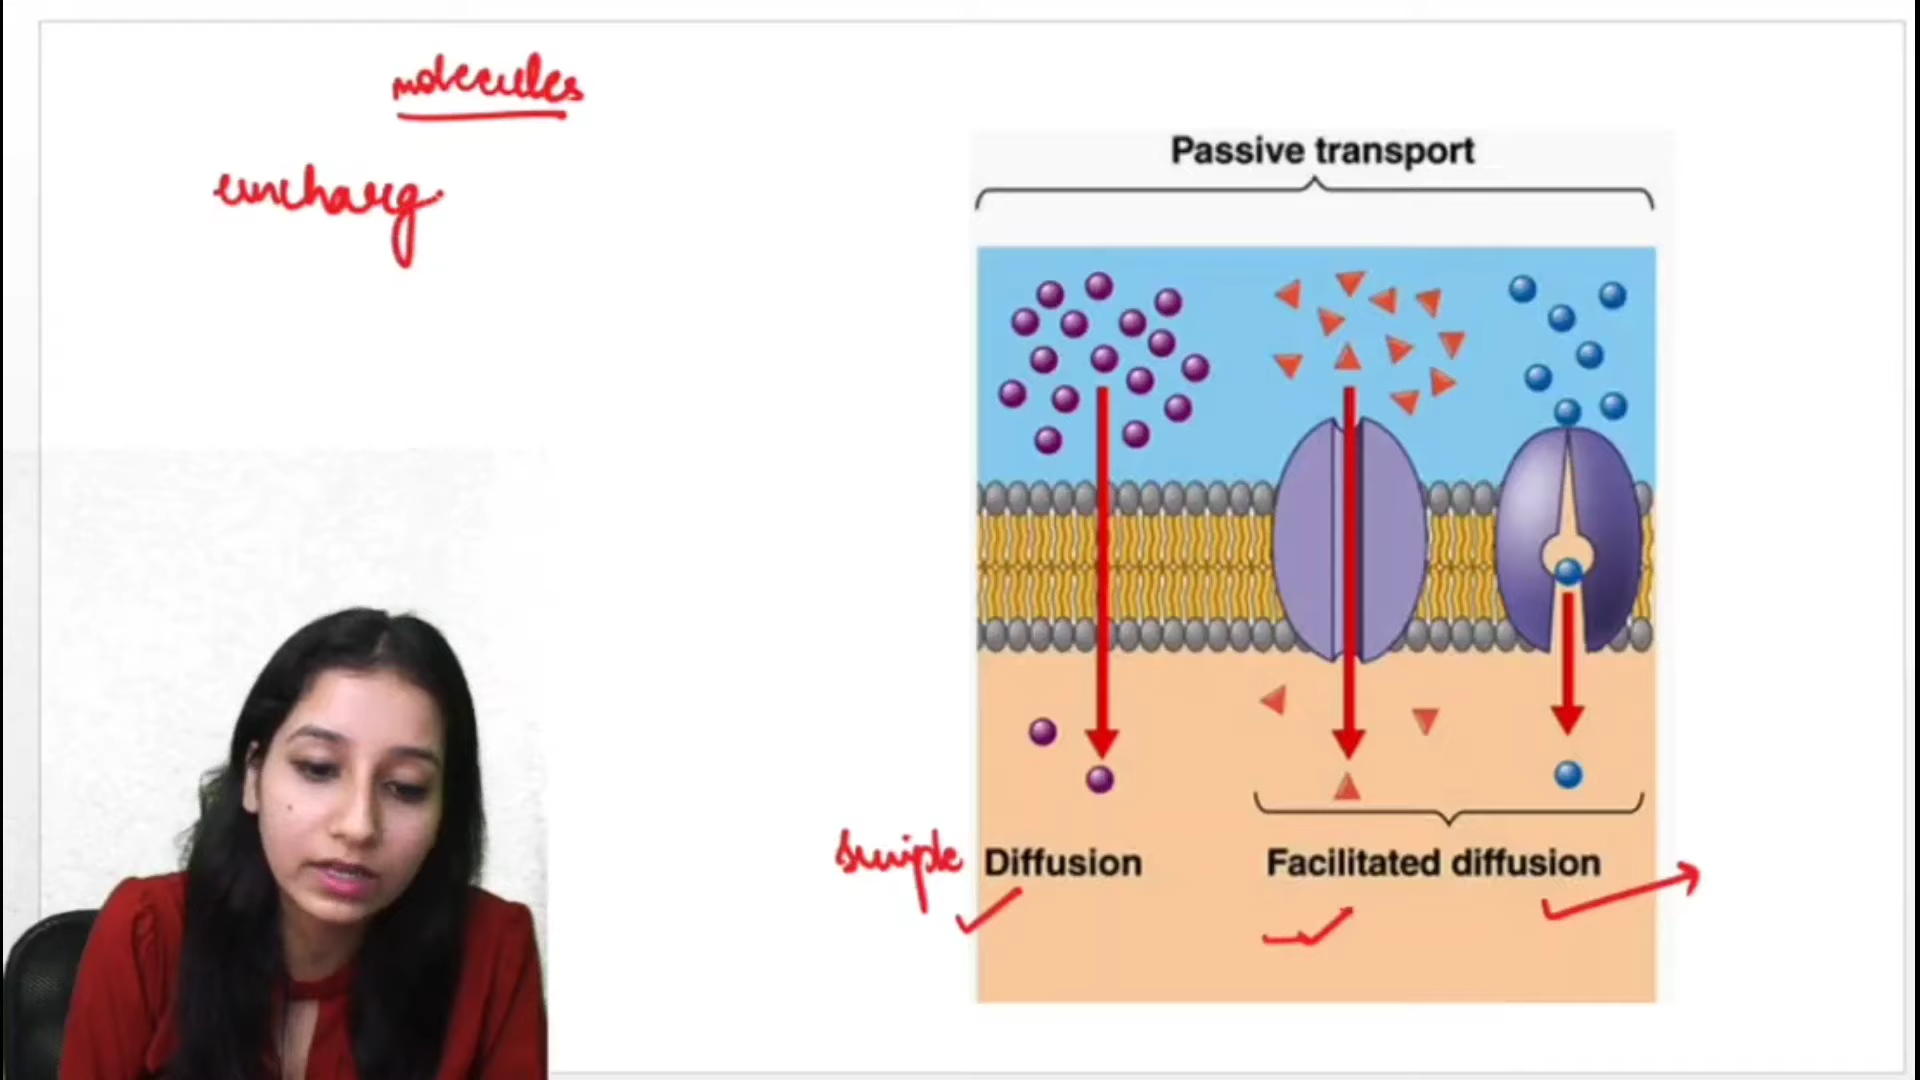 molecules
uncharg
Passive transport
simple Diffusion
Facilitated diffusion